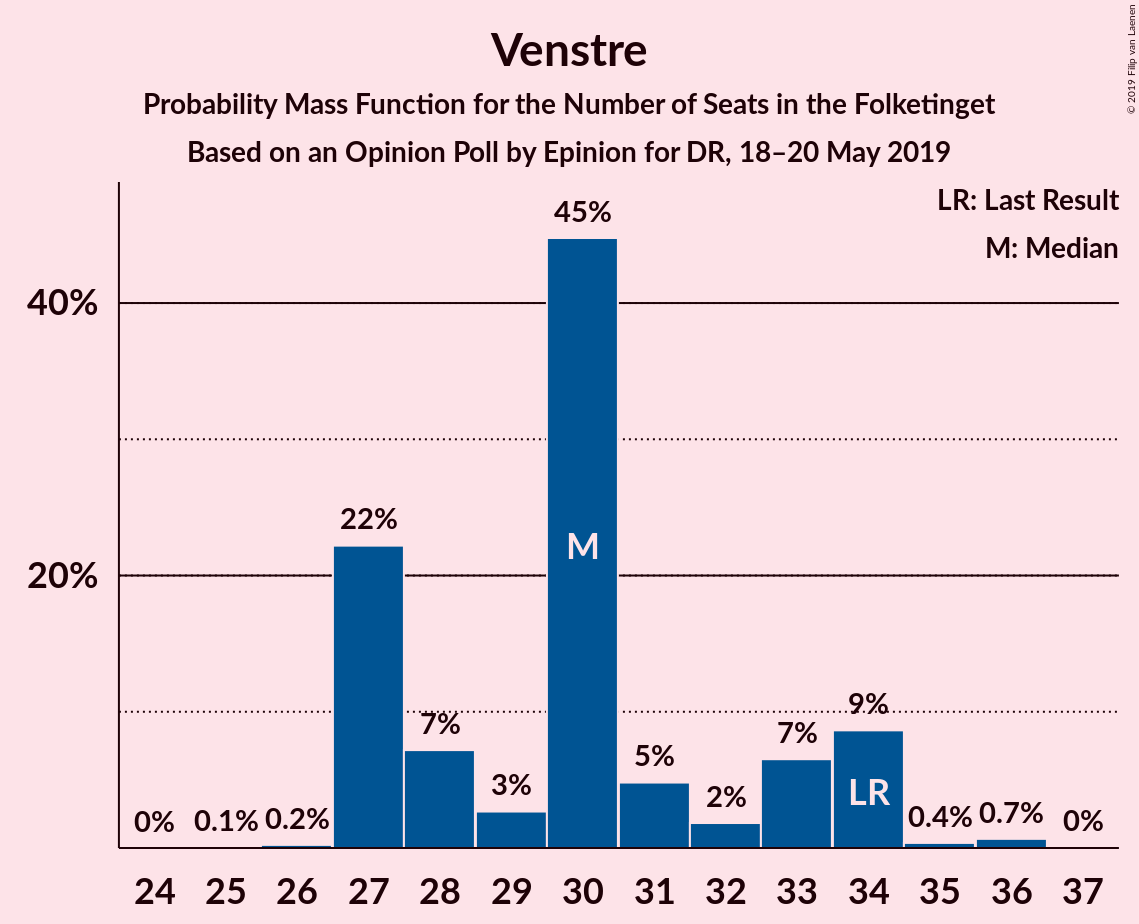 Venstre
Probability Mass Function for the Number of Seats in the Folketinget
Based on an Opinion Poll by Epinion for DR, 18–20 May 2019
© 2019 Filip van Laenen
LR: Last Result
M: Median
40%
20%
0% 0.1% 0.2% 22% 7% 3% 45% 5% 2% 7% 9% 0.4% 0.7% 0%
M
LR
24 25 26 27 28 29 30 31 32 33 34 35 36 37